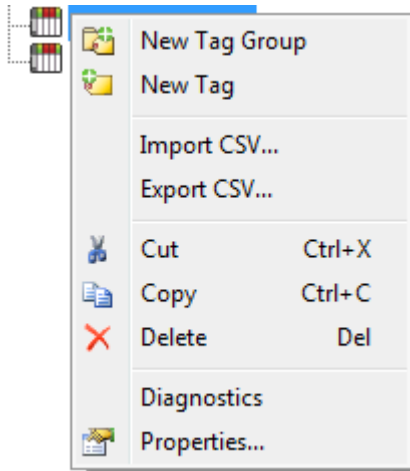 New Tag Group
New Tag
Import CSV...
Export CSV...
Cut Ctrl+X
Copy Ctrl+C
Delete Del
Diagnostics
Properties...